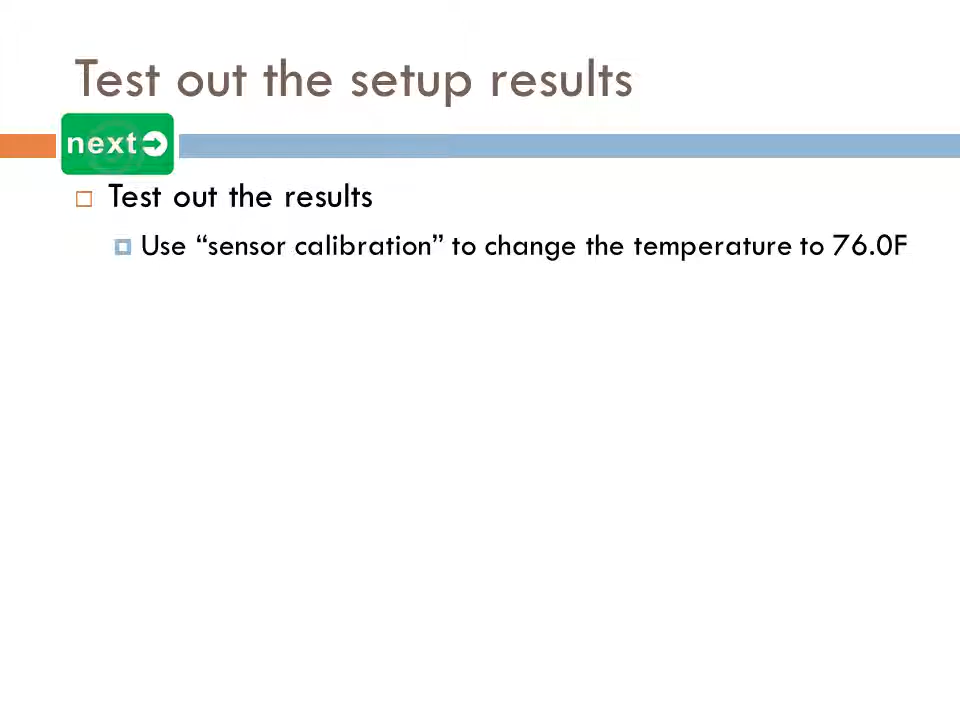 Test out the setup results
next
Test out the results
Use “sensor calibration” to change the temperature to 76.0F